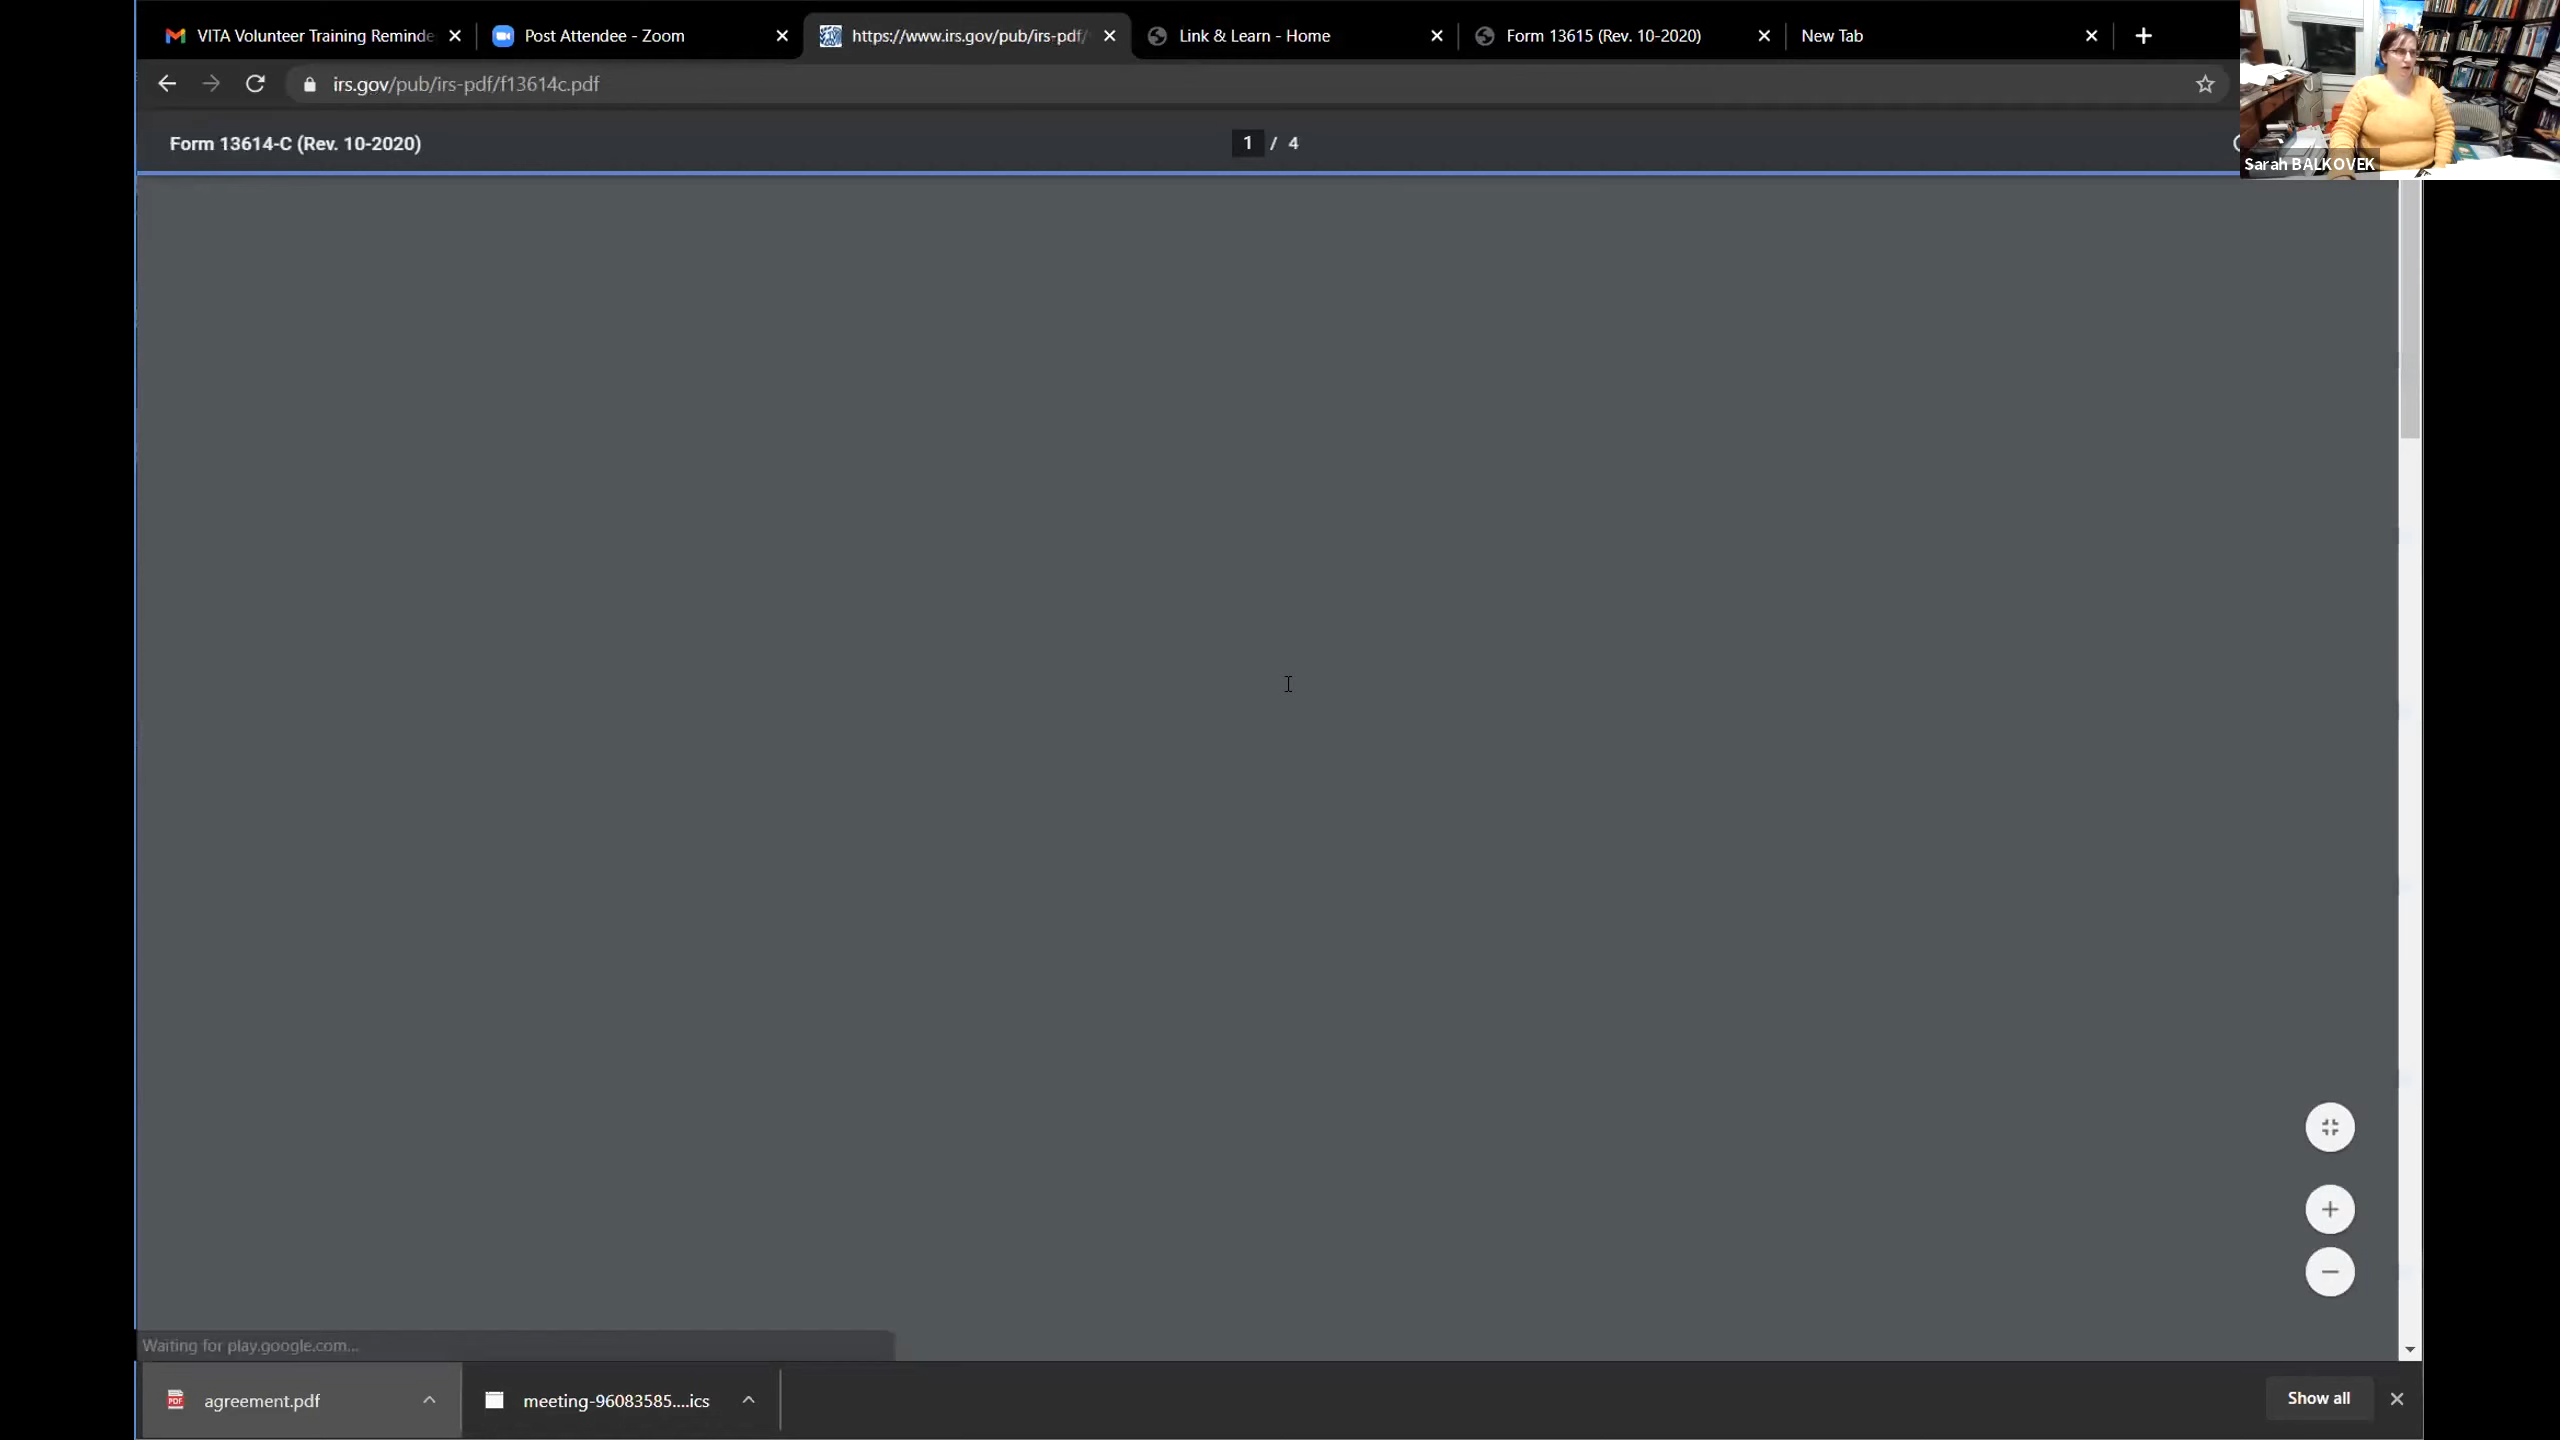 VITA Volunteer Training Reminde
Post Attendee - Zoom
https://www.irs.gov/pub/irs-pdf/
Link & Learn - Home
Form 13615 (Rev. 10-2020)
New Tab
irs.gov/pub/irs-pdf/f13614c.pdf
Form 13614-C (Rev. 10-2020)
1 / 4
Sarah BALKOVEK
Waiting for play.google.com...
PDF
agreement.pdf
meeting-96083585....ics
Show all